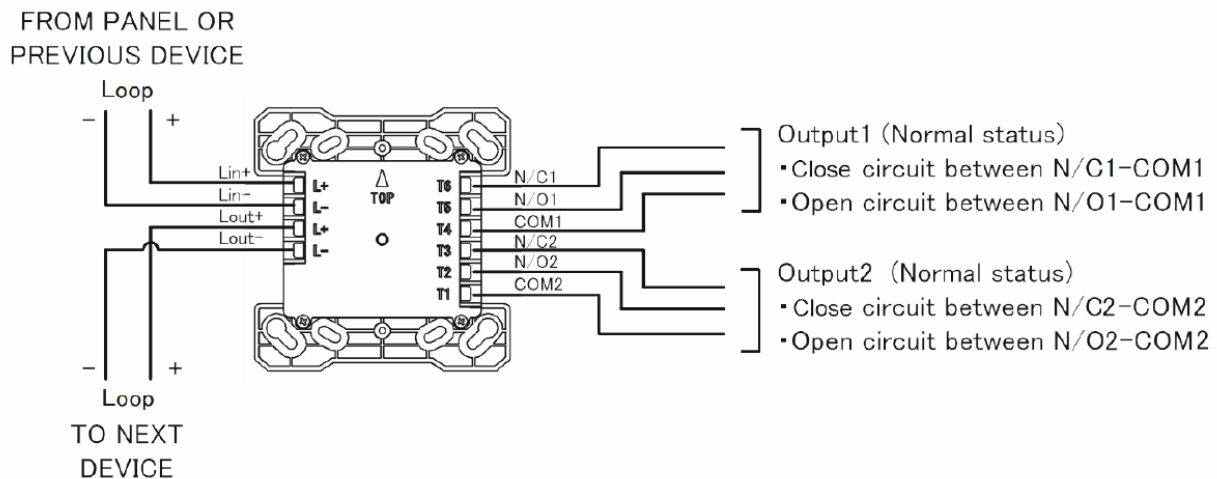 FROM PANEL OR
PREVIOUS DEVICE
Loop
- +
Lin+
Lin-
Lout+
Lout-
L+
L-
L+
L-
TOP
T6
T5
T4
T3
T2
T1
N/C1
N/O1
COM1
N/C2
N/O2
COM2
Output1 (Normal status)
▪Close circuit between N/C1-COM1
▪Open circuit between N/O1-COM1
Output2 (Normal status)
▪Close circuit between N/C2-COM2
▪Open circuit between N/O2-COM2
- +
Loop
TO NEXT
DEVICE